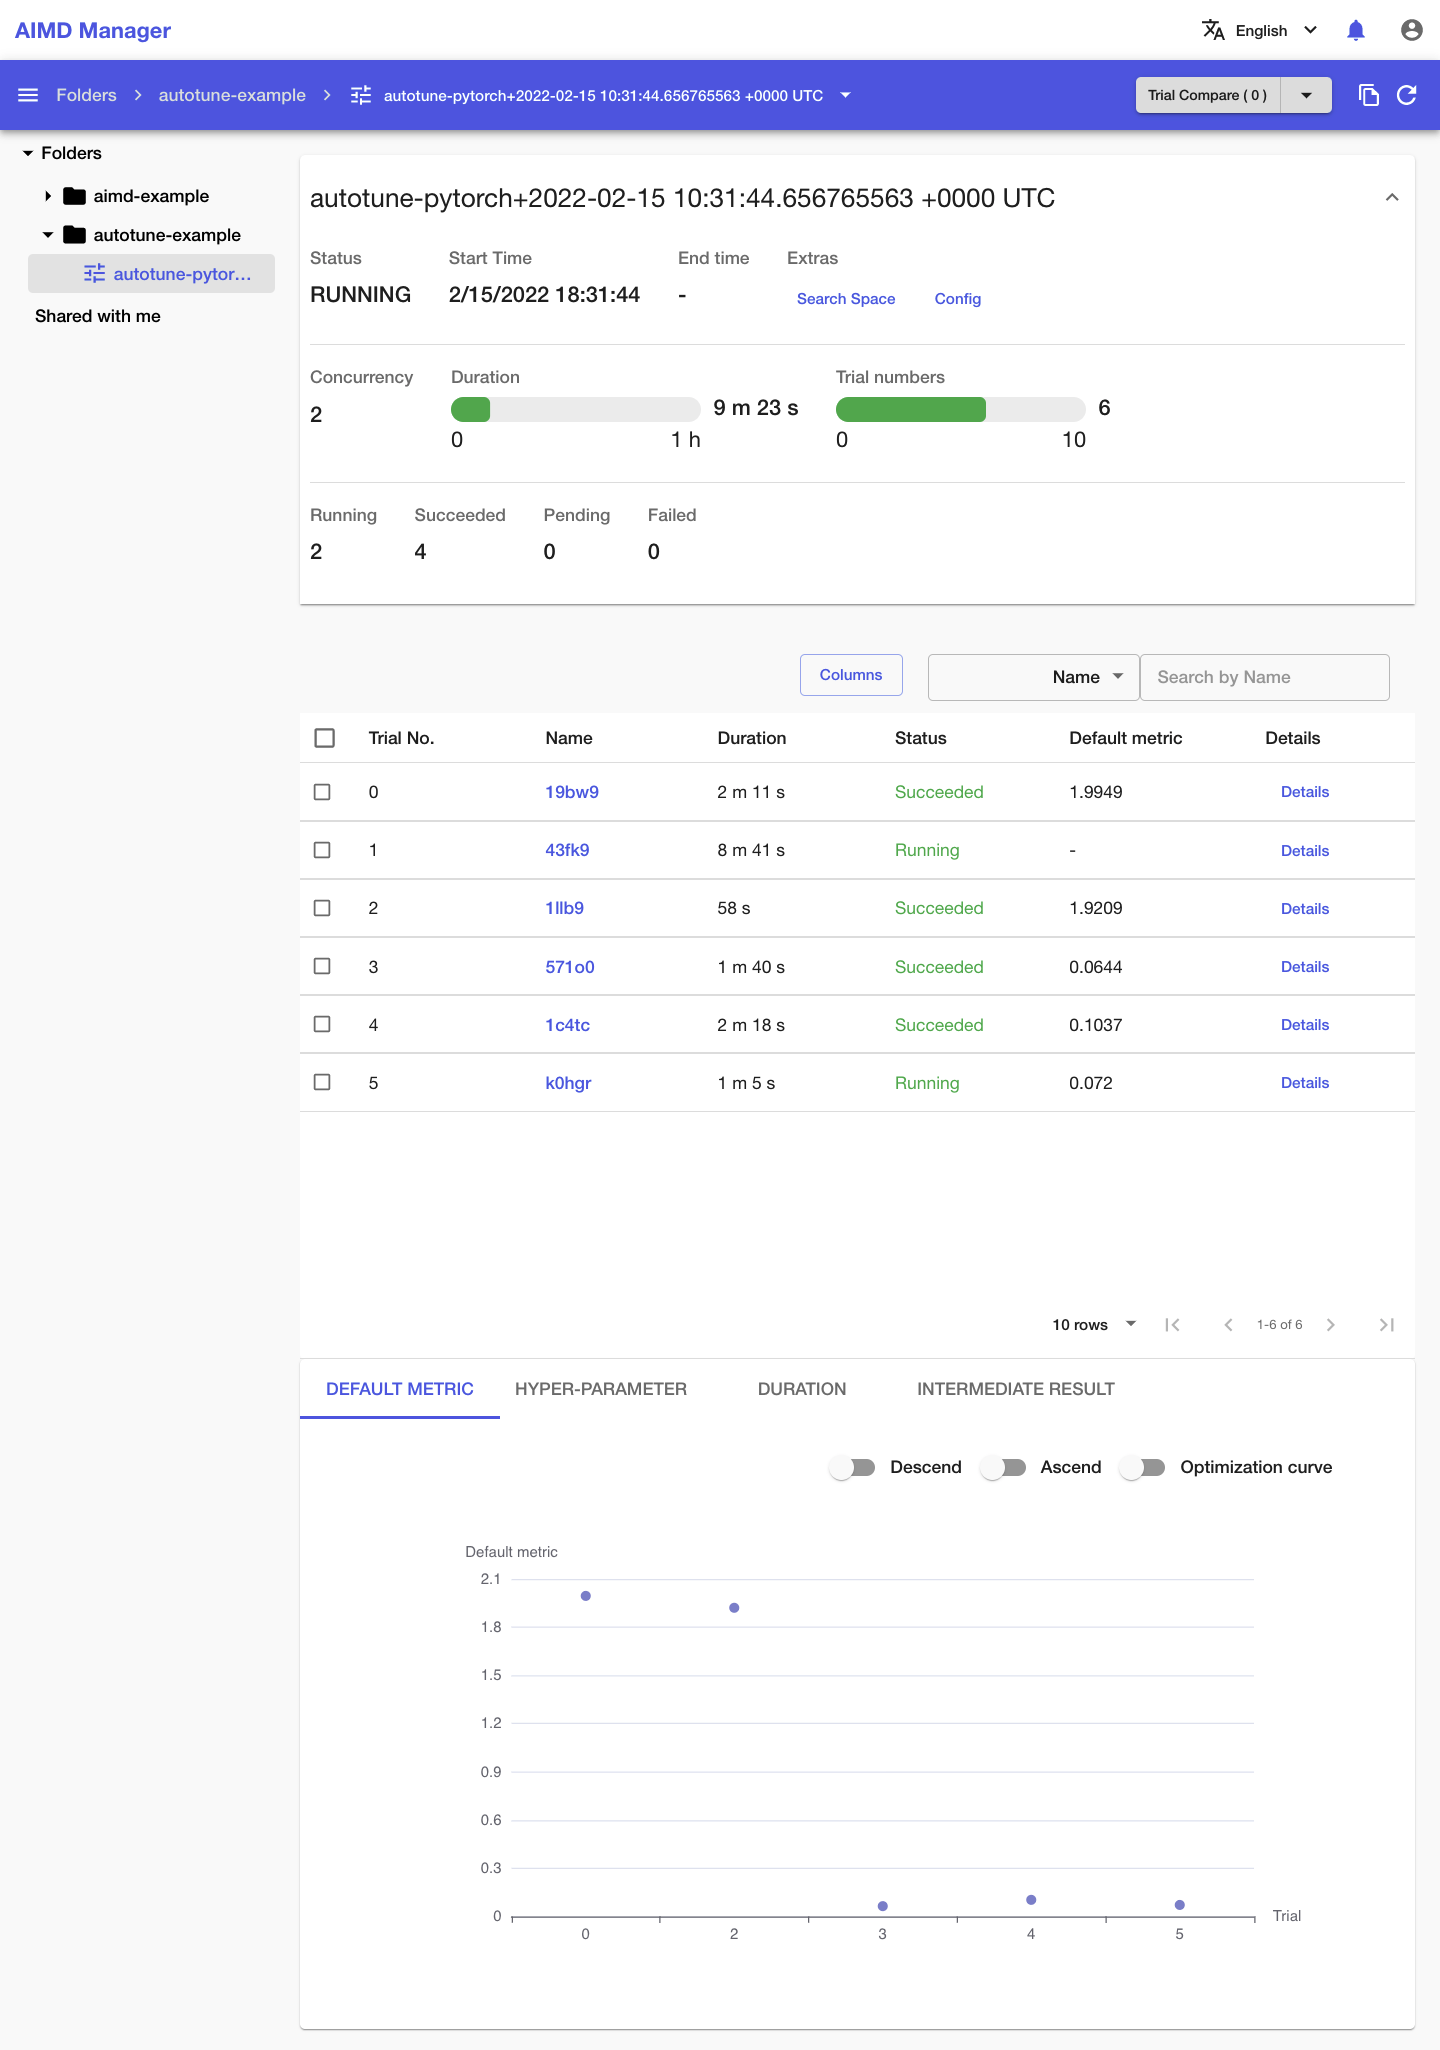 AIMD Manager
English
Folders
autotune-example
autotune-pytorch+2022-02-15 10:31:44.656765563 +0000 UTC
Trial Compare ( 0 )
Folders
aimd-example
autotune-example
autotune-pytor…
Shared with me
autotune-pytorch+2022-02-15 10:31:44.656765563 +0000 UTC
Status Start Time End time Extras
RUNNING 2/15/2022 18:31:44 - Search Space Config
Concurrency Duration Trial numbers
2 9 m 23 s 6
0 1 h 0 10
Running Succeeded Pending Failed
2 4 0 0
Columns Name Search by Name
Trial No. Name Duration Status Default metric Details
0 19bw9 2 m 11 s Succeeded 1.9949 Details
1 43fk9 8 m 41 s Running - Details
2 1llb9 58 s Succeeded 1.9209 Details
3 571o0 1 m 40 s Succeeded 0.0644 Details
4 1c4tc 2 m 18 s Succeeded 0.1037 Details
5 k0hgr 1 m 5 s Running 0.072 Details
10 rows 1-6 of 6
DEFAULT METRIC HYPER-PARAMETER DURATION INTERMEDIATE RESULT
Descend Ascend Optimization curve
Default metric
2.1
1.8
1.5
1.2
0.9
0.6
0.3
0
Trial
0 2 3 4 5